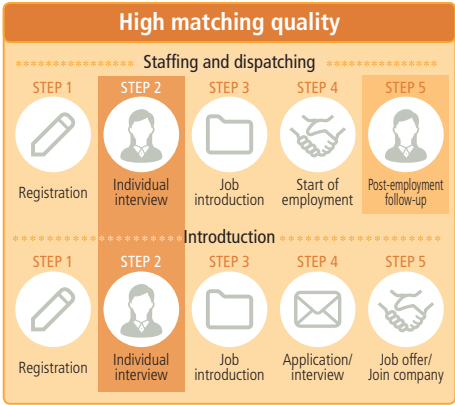 High matching quality
Staffing and dispatching
STEP 1 STEP 2 STEP 3 STEP 4 STEP 5
Registration
Individual
interview
Job
introduction
Start of
employment
Post-employment
follow-up
Introdtuction
STEP 1 STEP 2 STEP 3 STEP 4 STEP 5
Registration
Individual
interview
Job
introduction
Application/
interview
Job offer/
Join company